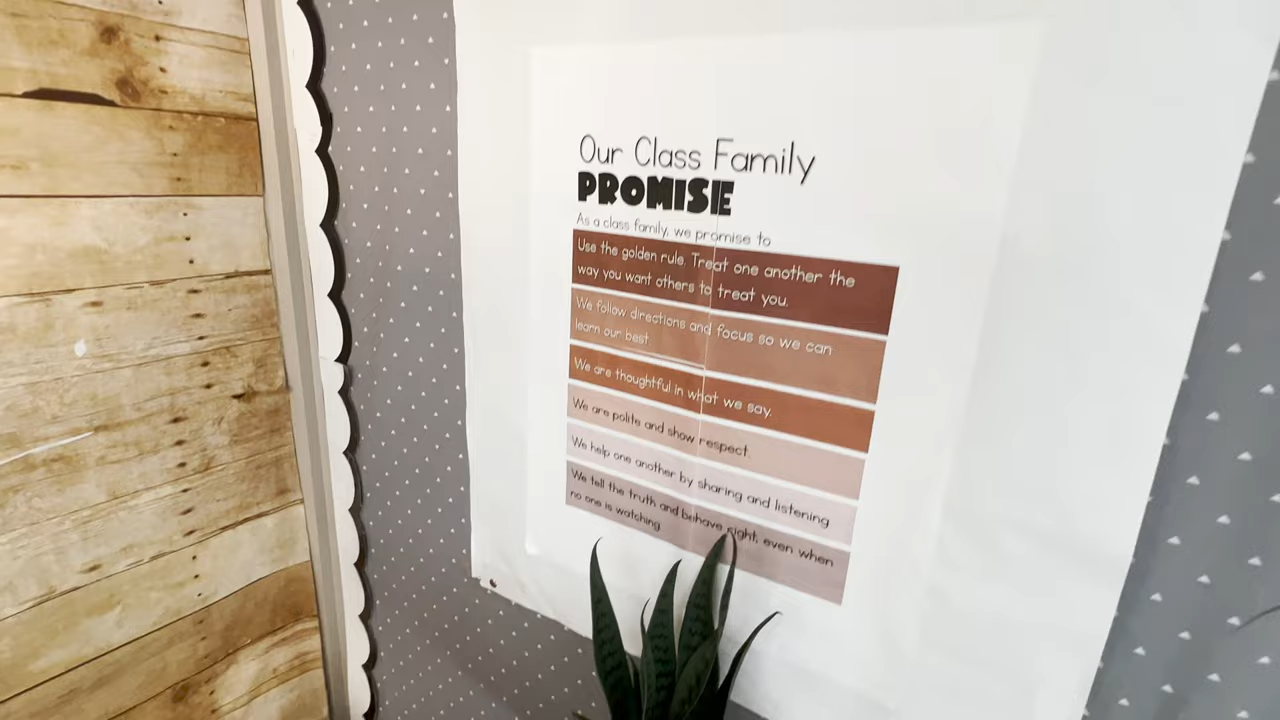 Our Class Family
PROMISE
As a class family, we promise to
Use the golden rule. Treat one another the
way you want others to treat you.
We follow directions and focus so we can
learn our best
We are thoughtful in what we say.
We are polite and show respect.
We help one another by sharing and listening
We tell the truth and behave right, even when
no one is watching